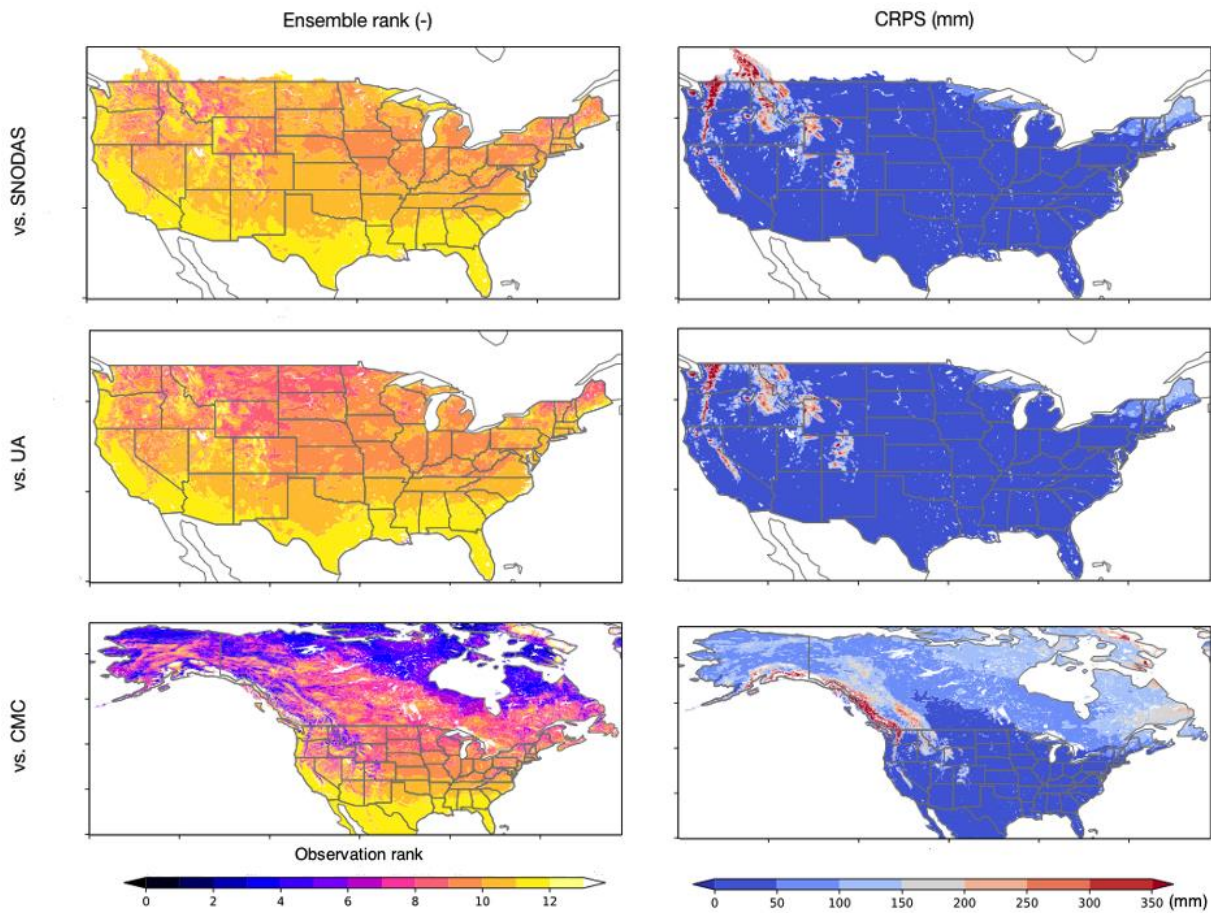 Ensemble rank (-)
CRPS (mm)
vs. SNODAS
vs. UA
vs. CMC
Observation rank
0 2 4 6 8 10 12
0 50 100 150 200 250 300 350 (mm)